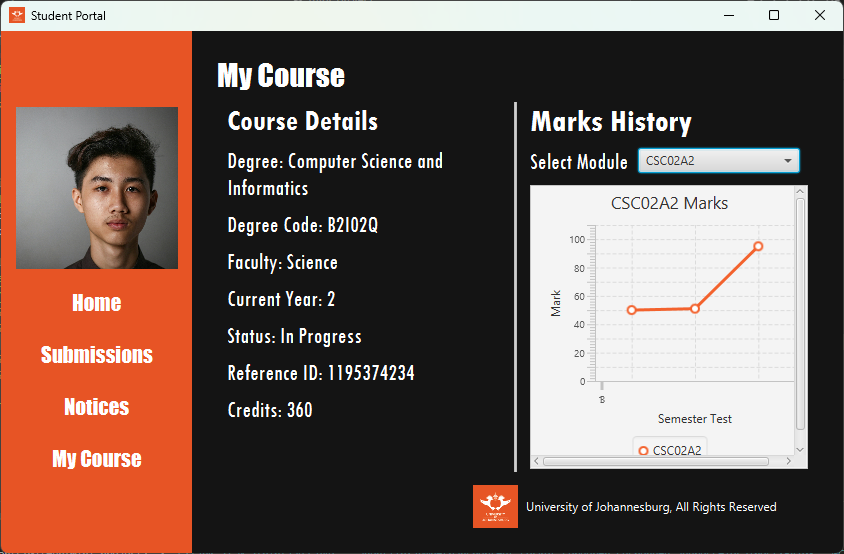 Student Portal
My Course
Course Details
Degree: Computer Science and
Informatics
Degree Code: B2I02Q
Faculty: Science
Current Year: 2
Status: In Progress
Reference ID: 1195374234
Credits: 360
Marks History
Select Module
CSC02A2
CSC02A2 Marks
100
80
60
40
20
0
Mark
Semester Test
CSC02A2
Home
Submissions
Notices
My Course
University of Johannesburg, All Rights Reserved